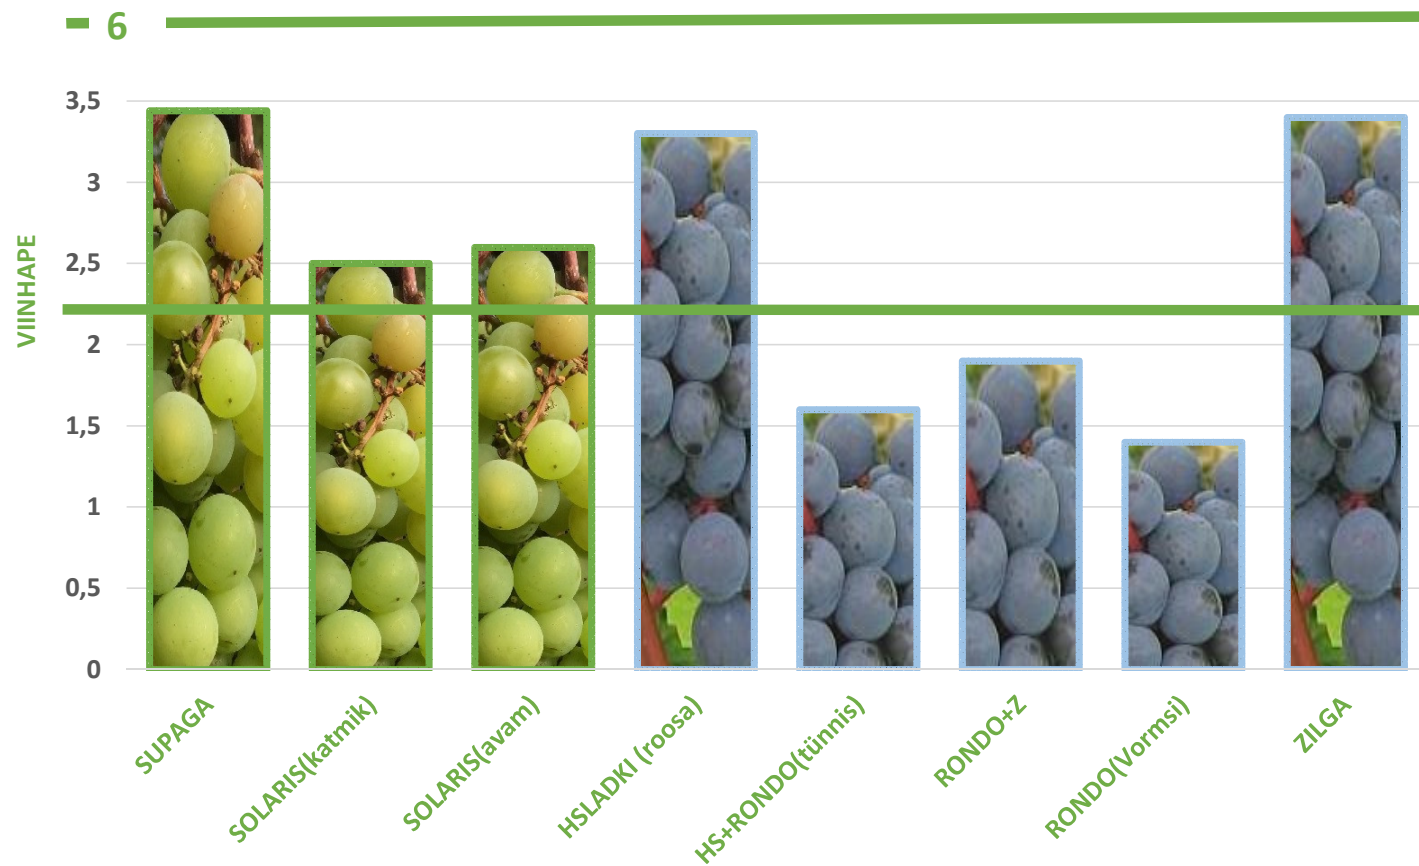 6
3,5
3
2,5
2
1,5
1
0,5
0
VIINHAPE
SUPAGA
SOLARIS(katmik)
SOLARIS(avam)
HSLADKI (roosa)
HS+RONDO(tünnis)
RONDO+Z
RONDO(Vormsi)
ZILGA